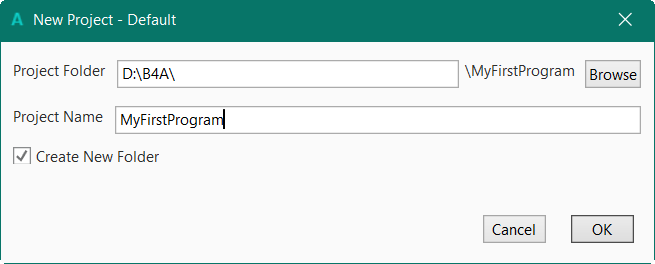 A New Project - Default
Project Folder D:\B4A\ \MyFirstProgram Browse
Project Name MyFirstProgram
Create New Folder
Cancel OK